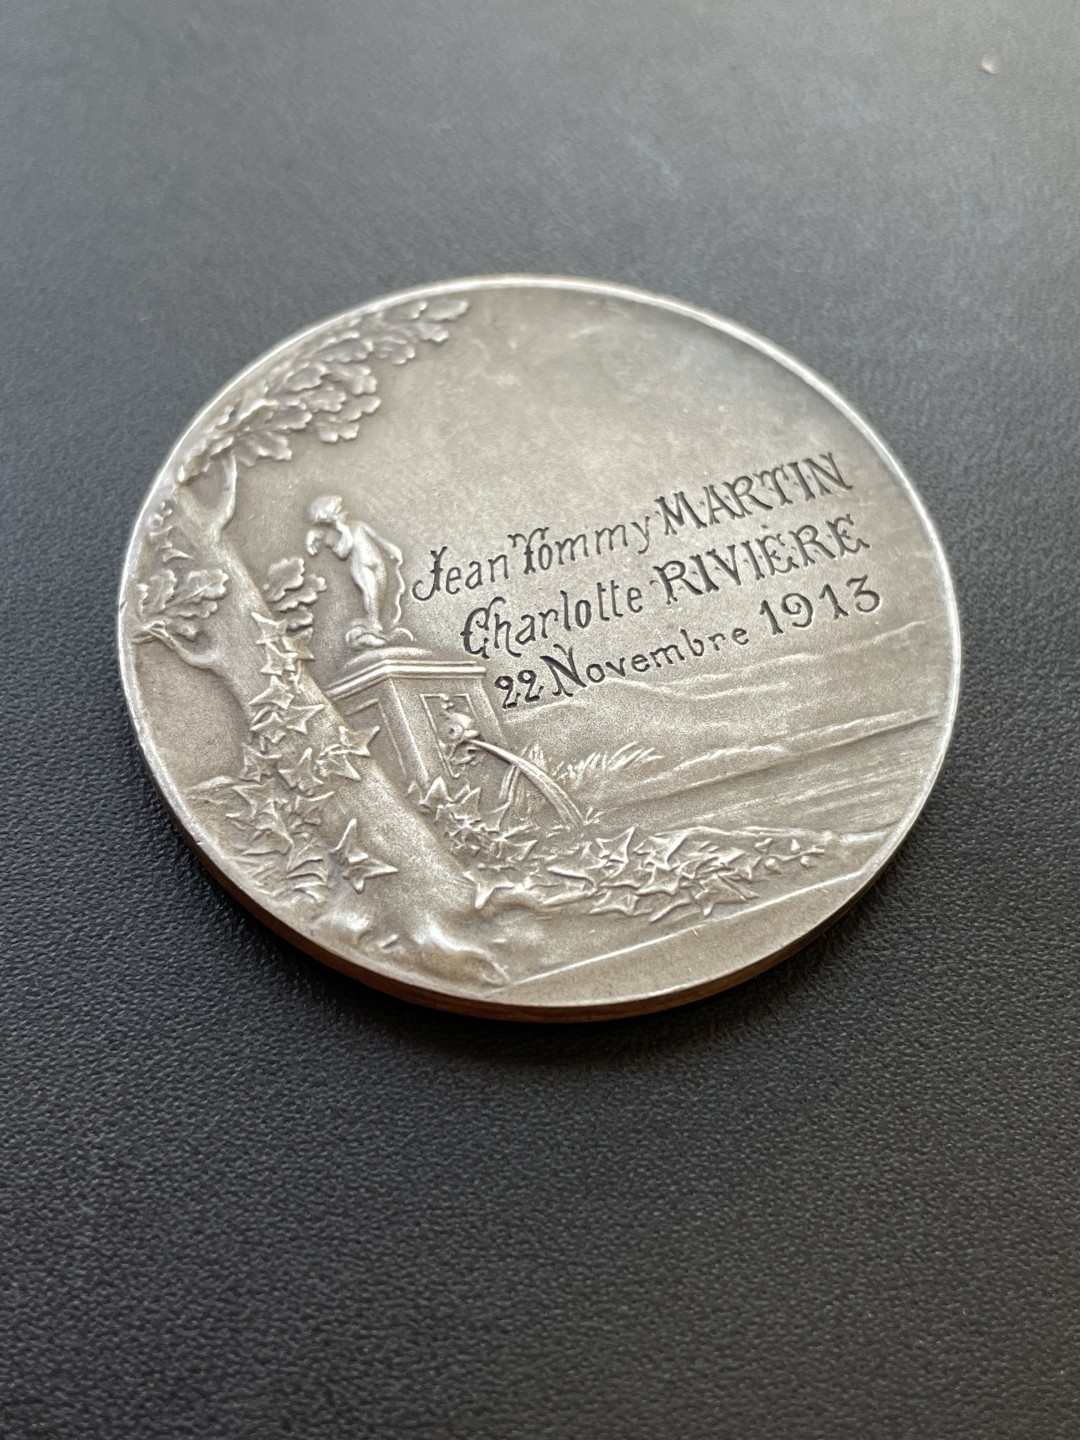 Jean Tommy MARTIN
Charlotte RIVIÈRE
22 Novembre 1913